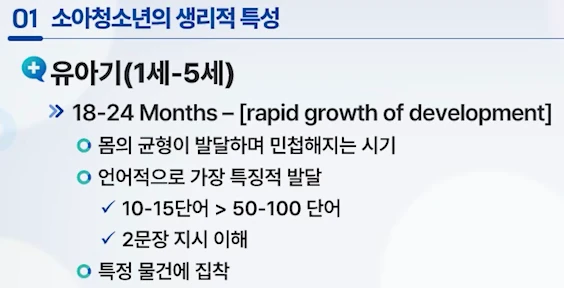 01 소아청소년의 생리적 특성
유아기(1세-5세)
18-24 Months – [rapid growth of development]
몸의 균형이 발달하며 민첩해지는 시기
언어적으로 가장 특징적 발달
10-15단어 > 50-100 단어
2문장 지시 이해
특정 물건에 집착